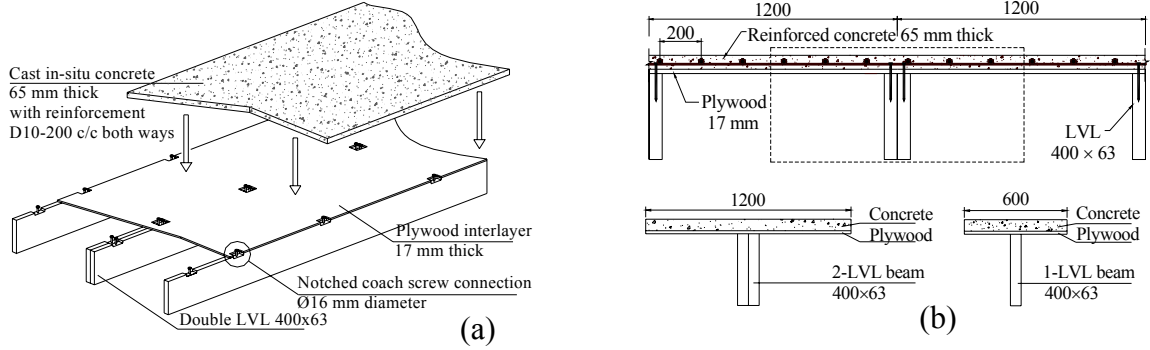 Cast in-situ concrete
65 mm thick
with reinforcement
D10-200 c/c both ways
Plywood interlayer
17 mm thick
Notched coach screw connection
Ø16 mm diameter
Double LVL 400x63
(a)
1200
1200
200
Reinforced concrete 65 mm thick
Plywood
17 mm
LVL
400 × 63
1200
Concrete
Plywood
2-LVL beam
400×63
600
Concrete
Plywood
1-LVL beam
400×63
(b)